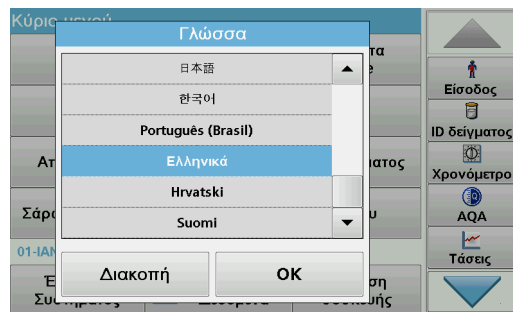 Κύριο μενού
Γλώσσα
日本語
한국어
Português (Brasil)
Ελληνικά
Hrvatski
Suomi
Διακοπή
OK
01-ΙΑΝ
Είσοδος
ID δείγματος
Χρονόμετρο
AQA
Τάσεις